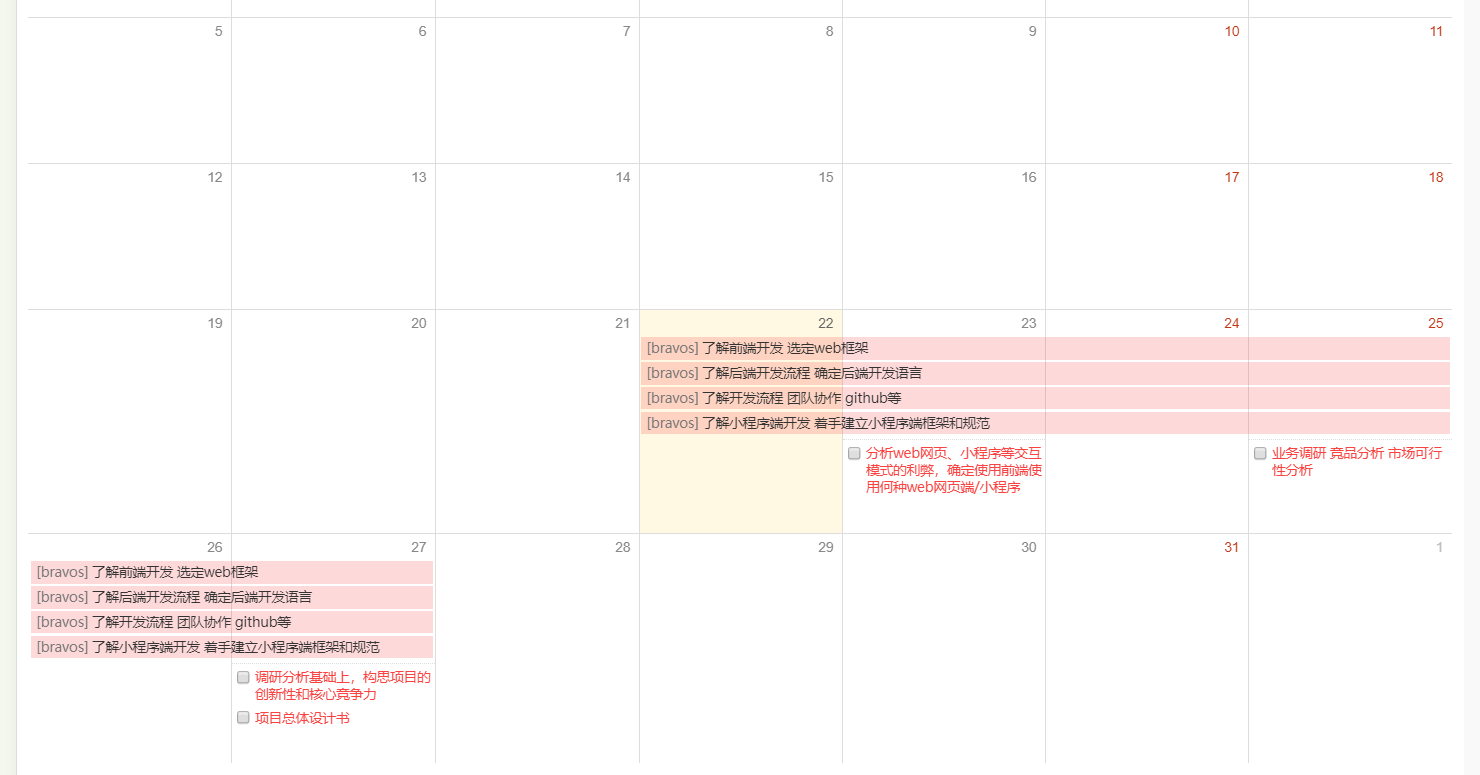 5 6 7 8 9 10 11
12 13 14 15 16 17 18
19 20 21 22 23 24 25
[bravos] 了解前端开发 选定web框架
[bravos] 了解后端开发流程 确定后端开发语言
[bravos] 了解开发流程 团队协作 github等
[bravos] 了解小程序端开发 着手建立小程序端框架和规范
分析web网页、小程序等交互
模式的利弊，确定使用前端使
用何种web网页端/小程序
业务调研 竞品分析 市场可行
性分析
26 27 28 29 30 31 1
[bravos] 了解前端开发 选定web框架
[bravos] 了解后端开发流程 确定后端开发语言
[bravos] 了解开发流程 团队协作 github等
[bravos] 了解小程序端开发 着手建立小程序端框架和规范
调研分析基础上，构思项目的
创新性和核心竞争力
项目总体设计书